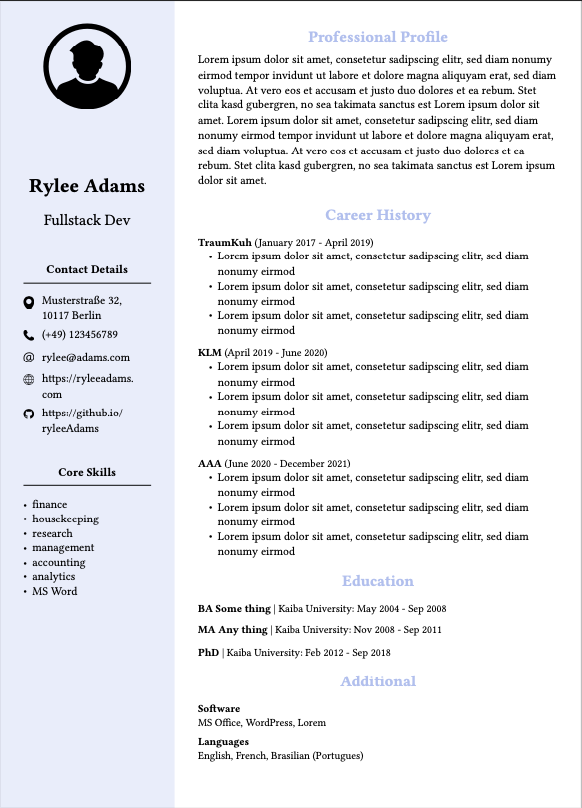 Rylee Adams
Fullstack Dev
Contact Details
Musterstraße 32,
10117 Berlin
(+49) 123456789
rylee@adams.com
https://ryleeadams.
com
https://github.io/
ryleeAdams
Core Skills
• finance
• housekeeping
• research
• management
• accounting
• analytics
• MS Word
Professional Profile
Lorem ipsum dolor sit amet, consetetur sadipscing elitr, sed diam nonumy
eirmod tempor invidunt ut labore et dolore magna aliquyam erat, sed diam
voluptua. At vero eos et accusam et justo duo dolores et ea rebum. Stet
clita kasd gubergren, no sea takimata sanctus est Lorem ipsum dolor sit
amet. Lorem ipsum dolor sit amet, consetetur sadipscing elitr, sed diam
nonumy eirmod tempor invidunt ut labore et dolore magna aliquyam erat,
sed diam voluptua. At vero eos et accusam et justo duo dolores et ea
rebum. Stet clita kasd gubergren, no sea takimata sanctus est Lorem ipsum
dolor sit amet.
Career History
TraumKuh (January 2017 - April 2019)
• Lorem ipsum dolor sit amet, consetetur sadipscing elitr, sed diam
nonumy eirmod
• Lorem ipsum dolor sit amet, consetetur sadipscing elitr, sed diam
nonumy eirmod
• Lorem ipsum dolor sit amet, consetetur sadipscing elitr, sed diam
nonumy eirmod
KLM (April 2019 - June 2020)
• Lorem ipsum dolor sit amet, consetetur sadipscing elitr, sed diam
nonumy eirmod
• Lorem ipsum dolor sit amet, consetetur sadipscing elitr, sed diam
nonumy eirmod
• Lorem ipsum dolor sit amet, consetetur sadipscing elitr, sed diam
nonumy eirmod
AAA (June 2020 - December 2021)
• Lorem ipsum dolor sit amet, consetetur sadipscing elitr, sed diam
nonumy eirmod
• Lorem ipsum dolor sit amet, consetetur sadipscing elitr, sed diam
nonumy eirmod
• Lorem ipsum dolor sit amet, consetetur sadipscing elitr, sed diam
nonumy eirmod
Education
BA Some thing | Kaiba University: May 2004 - Sep 2008
MA Any thing | Kaiba University: Nov 2008 - Sep 2011
PhD | Kaiba University: Feb 2012 - Sep 2018
Additional
Software
MS Office, WordPress, Lorem
Languages
English, French, Brasilian (Portugues)